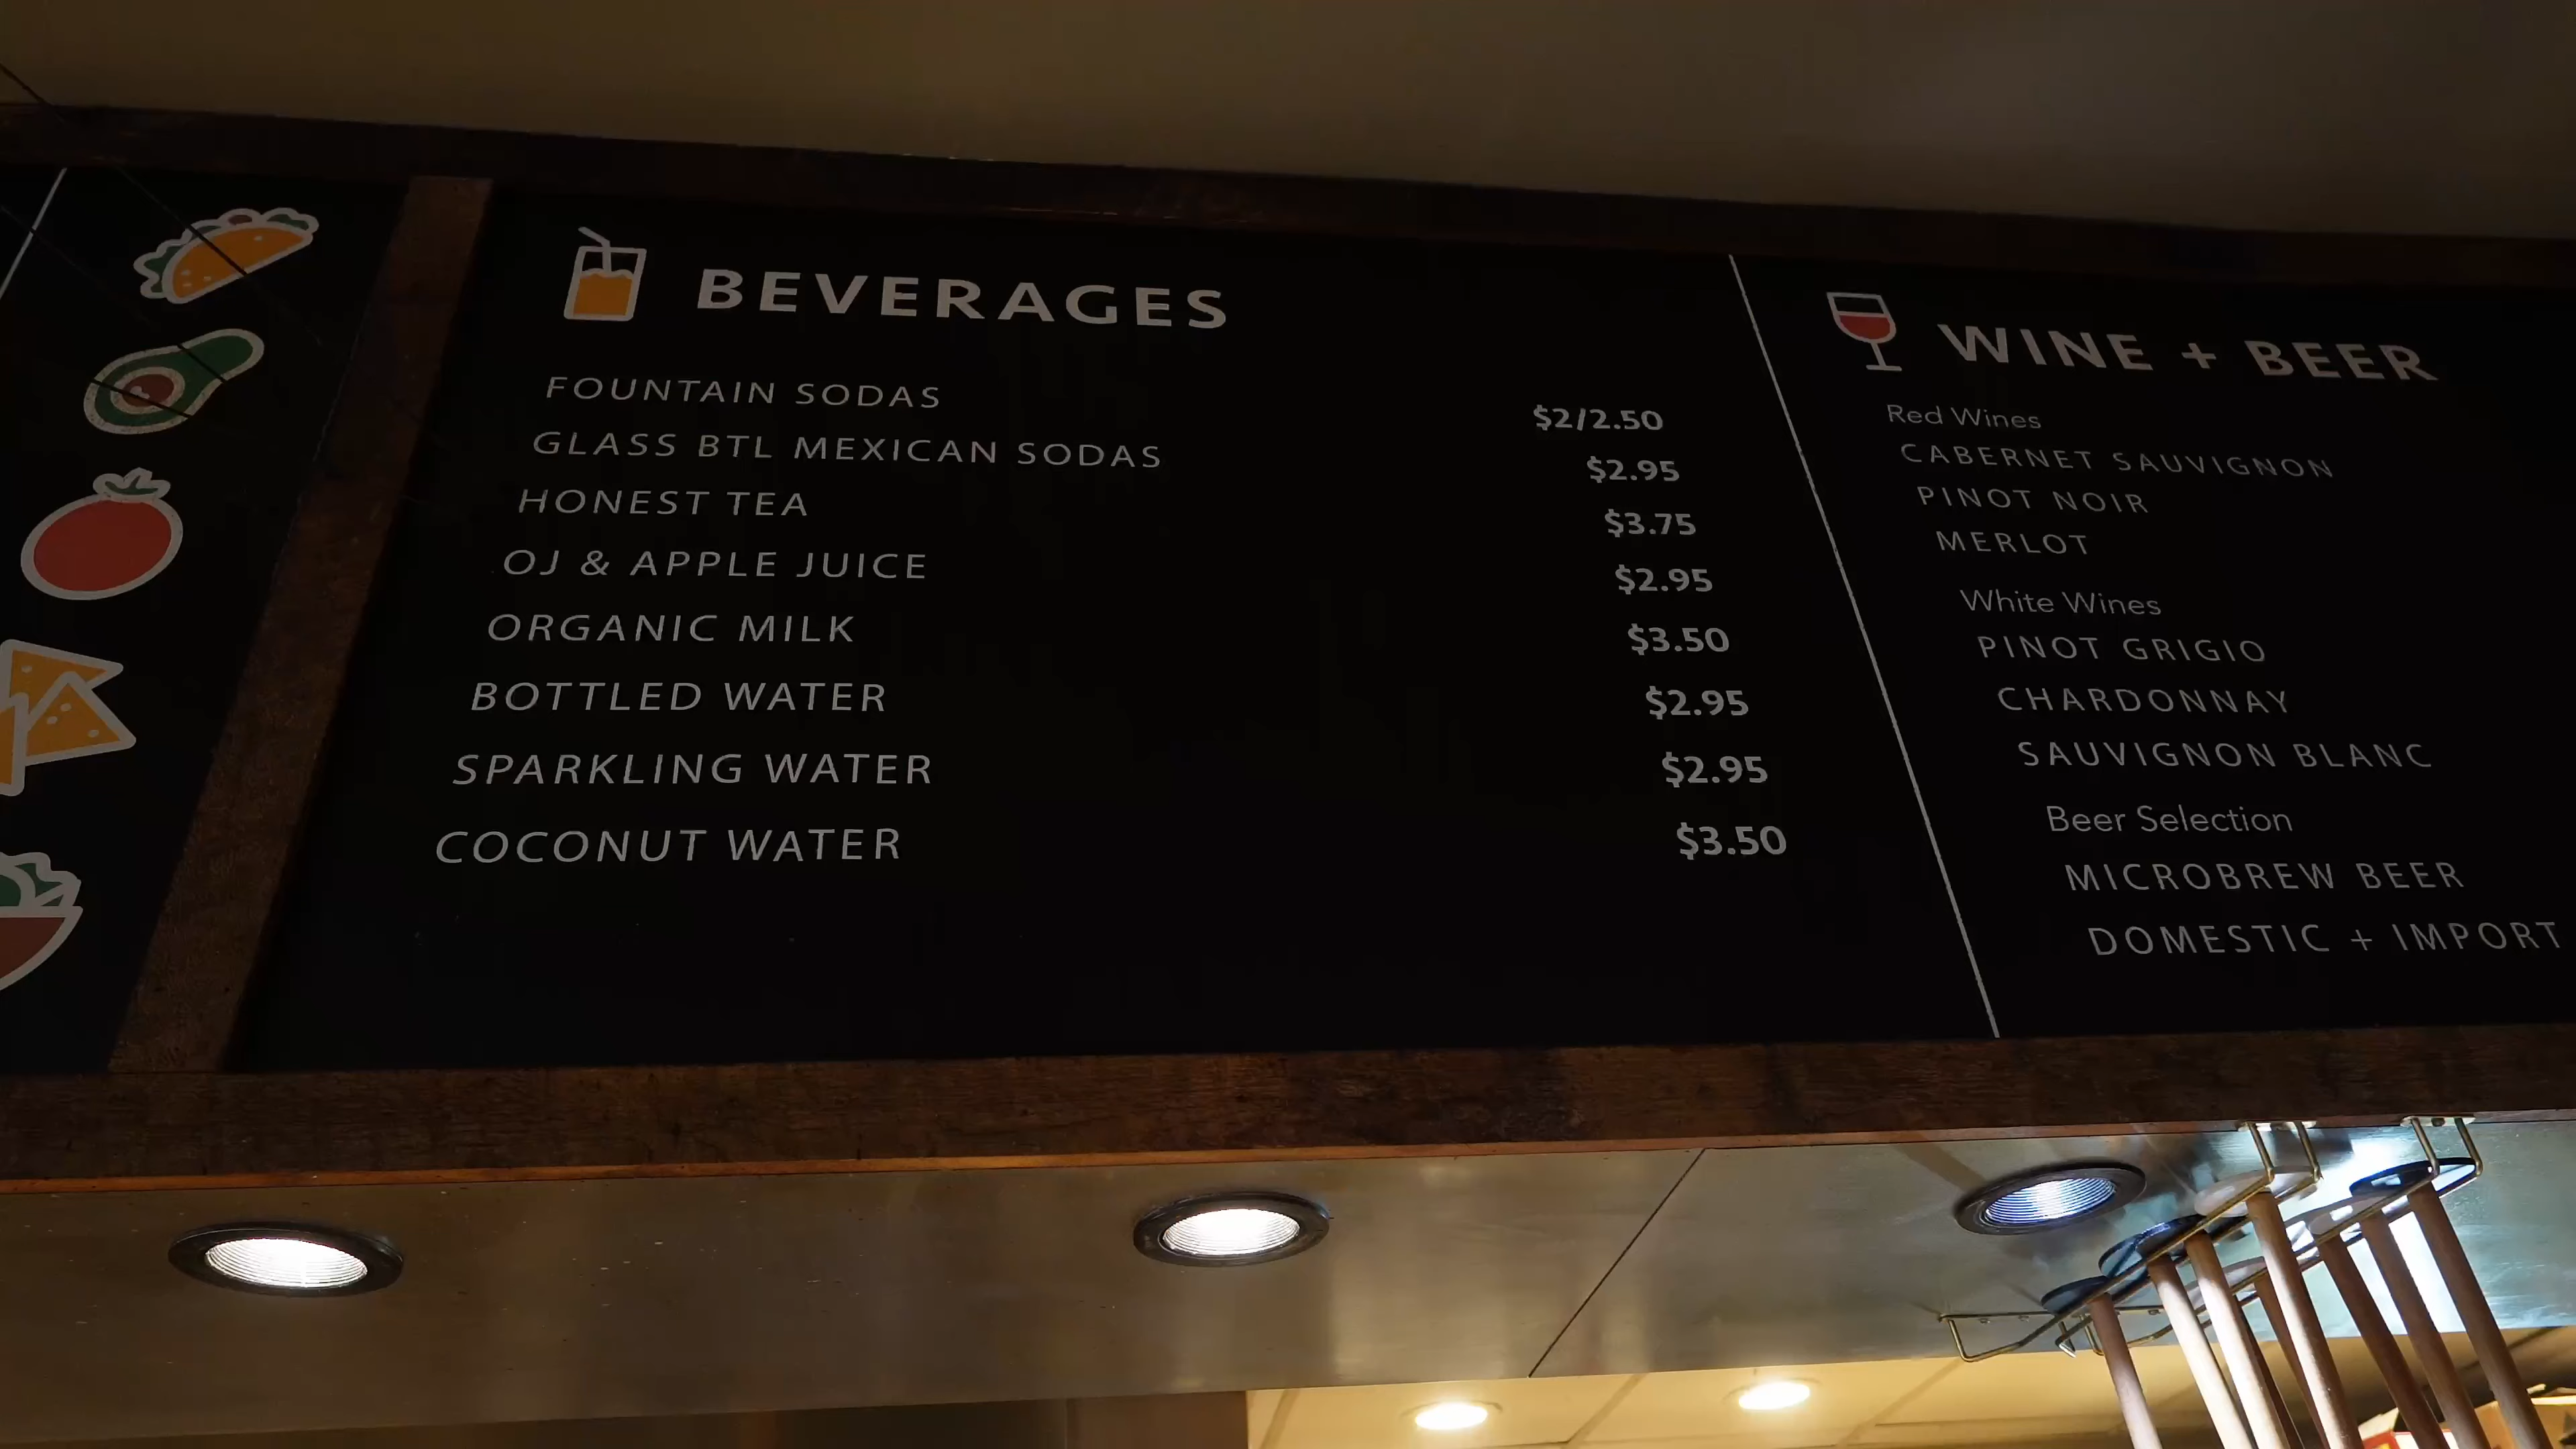 BEVERAGES
FOUNTAIN SODAS $2/2.50
GLASS BTL MEXICAN SODAS $2.95
HONEST TEA $3.75
OJ & APPLE JUICE $2.95
ORGANIC MILK $3.50
BOTTLED WATER $2.95
SPARKLING WATER $2.95
COCONUT WATER $3.50
WINE + BEER
Red Wines
CABERNET SAUVIGNON
PINOT NOIR
MERLOT
White Wines
PINOT GRIGIO
CHARDONNAY
SAUVIGNON BLANC
Beer Selection
MICROBREW BEER
DOMESTIC + IMPORT